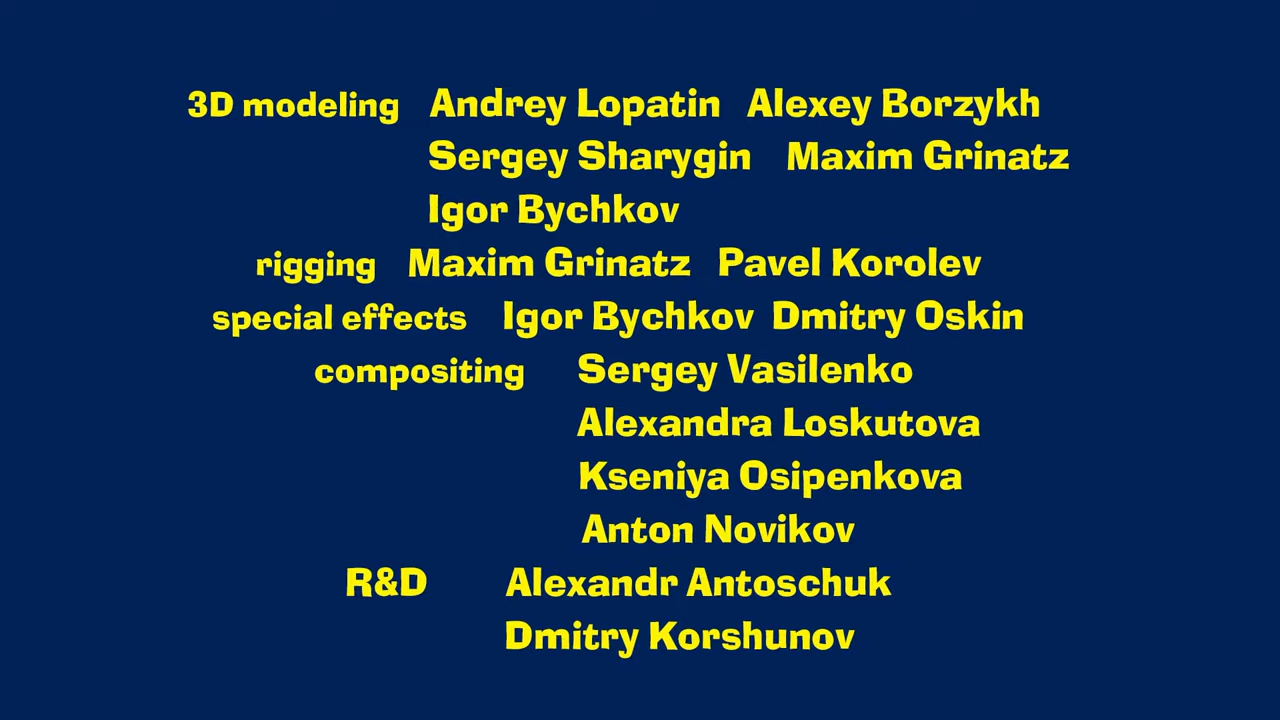 3D modeling Andrey Lopatin Alexey Borzykh
Sergey Sharygin Maxim Grinatz
Igor Bychkov
rigging Maxim Grinatz Pavel Korolev
special effects Igor Bychkov Dmitry Oskin
compositing Sergey Vasilenko
Alexandra Loskutova
Kseniya Osipenkova
Anton Novikov
R&D Alexandr Antoschuk
Dmitry Korshunov